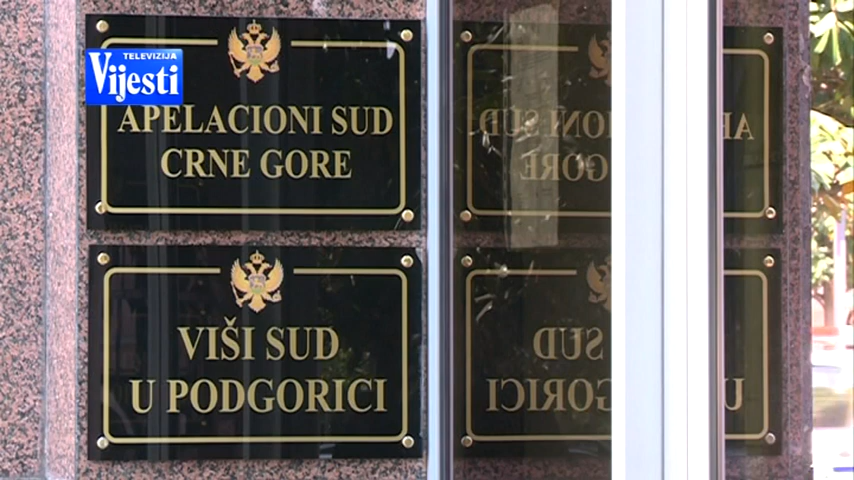 TELEVIZIJA
Vijesti
APELACIONI SUD
CRNE GORE
VIŠI SUD
U PODGORICI